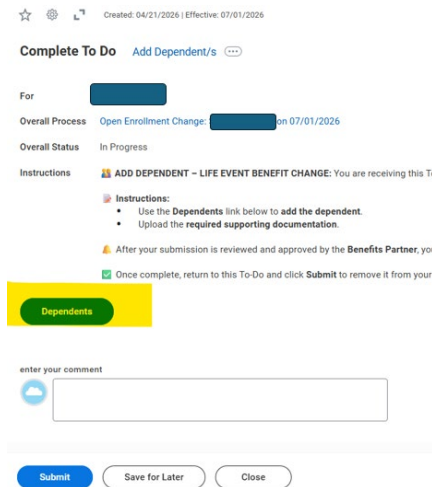 Created: 04/21/2026 | Effective: 07/01/2026
Complete To Do Add Dependent/s
For
Overall Process Open Enrollment Change: on 07/01/2026
Overall Status In Progress
Instructions ADD DEPENDENT – LIFE EVENT BENEFIT CHANGE: You are receiving this T
Instructions:
• Use the Dependents link below to add the dependent.
• Upload the required supporting documentation.
After your submission is reviewed and approved by the Benefits Partner, yo
Once complete, return to this To-Do and click Submit to remove it from your
Dependents
enter your comment
Submit Save for Later Close